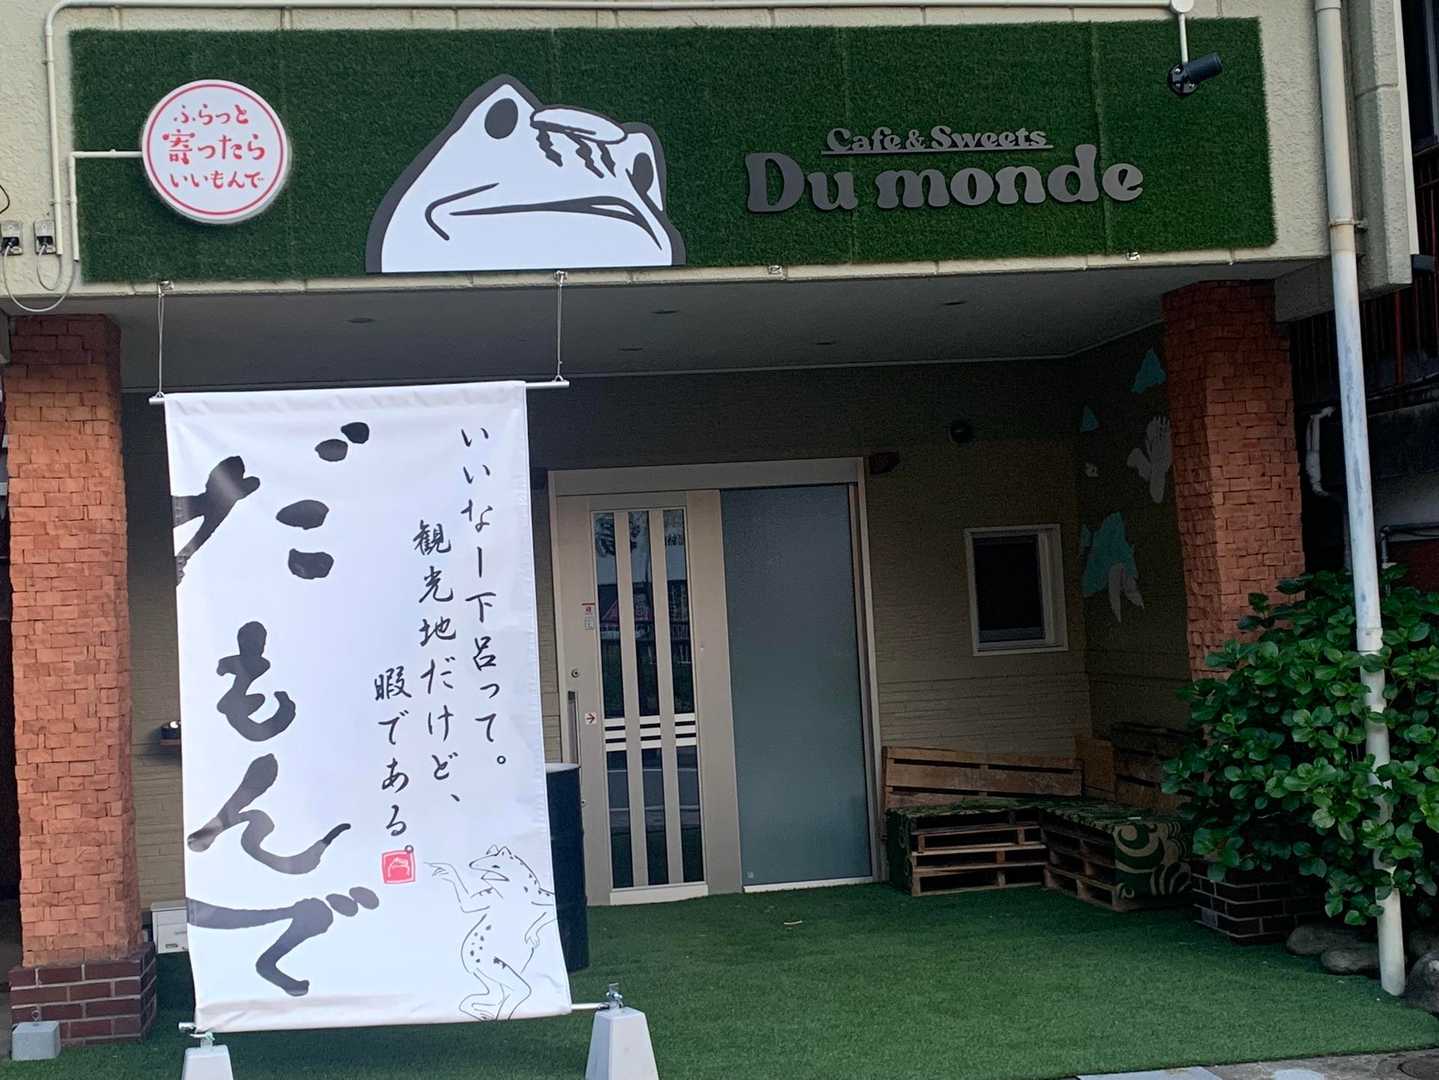 ふらっと
寄ったら
いいもんで
Cafe & Sweets
Du monde
いいなー下呂って。
観光地だけど、
暇である。
だもんで